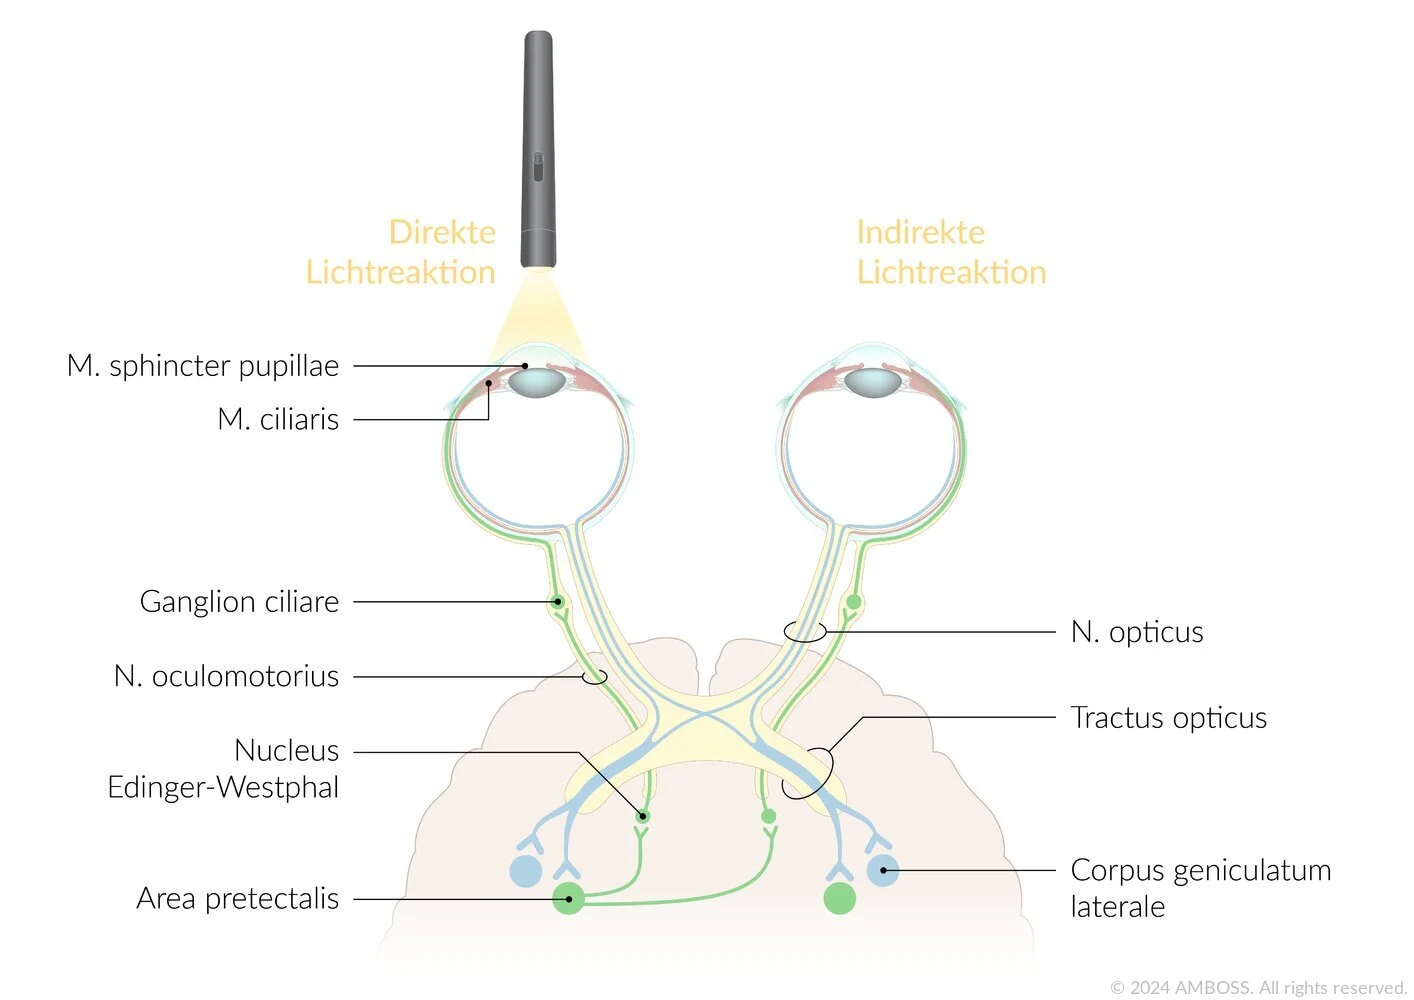 Direkte
Lichtreaktion
Indirekte
Lichtreaktion
M. sphincter pupillae
M. ciliaris
Ganglion ciliare
N. opticus
N. oculomotorius
Tractus opticus
Nucleus
Edinger-Westphal
Corpus geniculatum
laterale
Area pretectalis
© 2024 AMBOSS. All rights reserved.